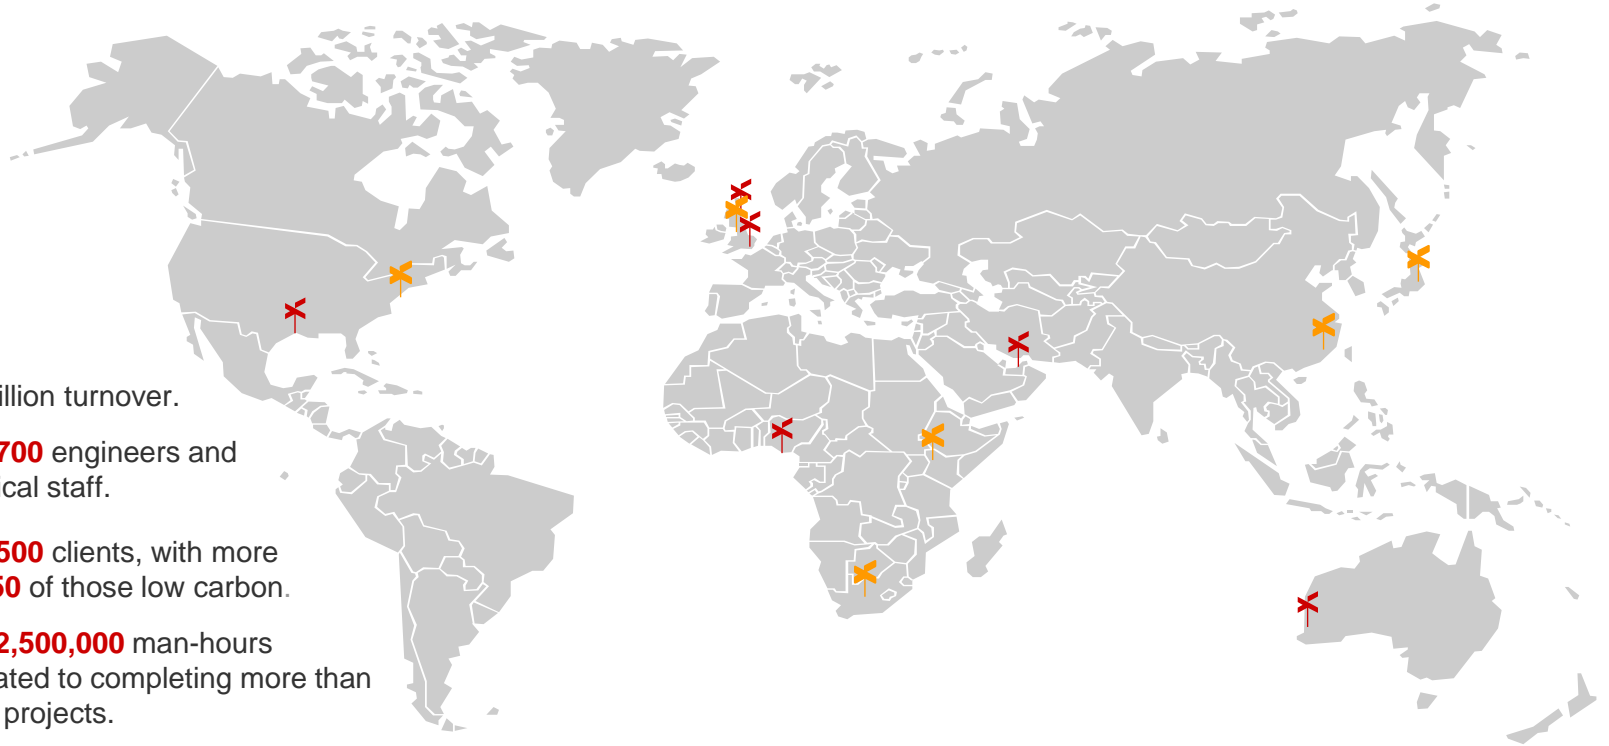 illion turnover.
700 engineers and
ical staff.
500 clients, with more
50 of those low carbon.
2,500,000 man-hours
ated to completing more than
projects.